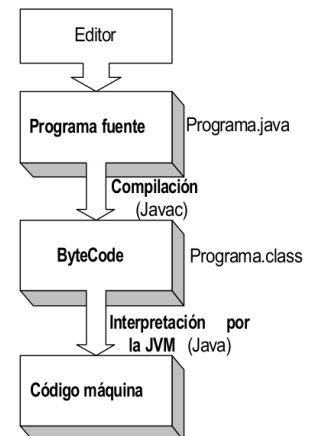 Editor
Programa fuente
Programa.java
Compilación
(Javac)
ByteCode
Programa.class
Interpretación por
la JVM (Java)
Código máquina